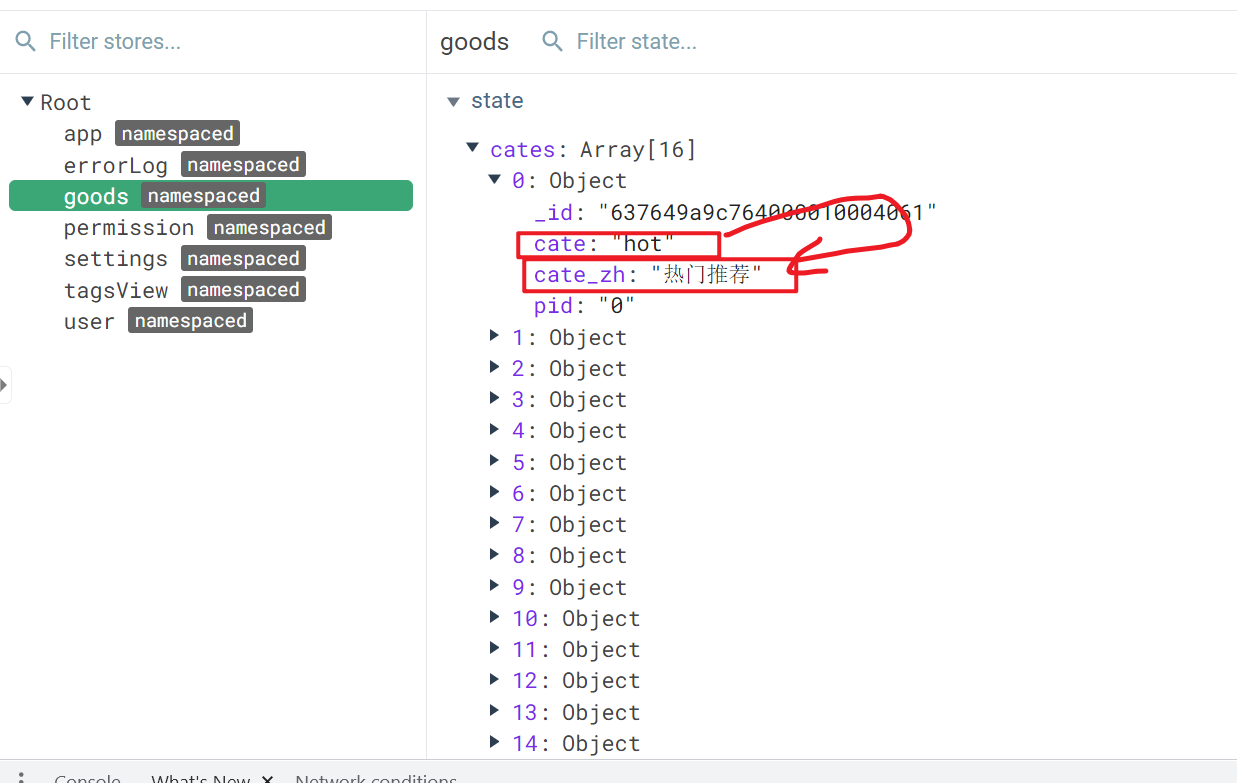 Filter stores...
goods
Filter state...
Root
app namespaced
errorLog namespaced
goods namespaced
permission namespaced
settings namespaced
tagsView namespaced
user namespaced
state
cates: Array[16]
0: Object
_id: "637649a9c764000010004061"
cate: "hot"
cate_zh: "热门推荐"
pid: "0"
1: Object
2: Object
3: Object
4: Object
5: Object
6: Object
7: Object
8: Object
9: Object
10: Object
11: Object
12: Object
13: Object
14: Object
Console What's New Network conditions